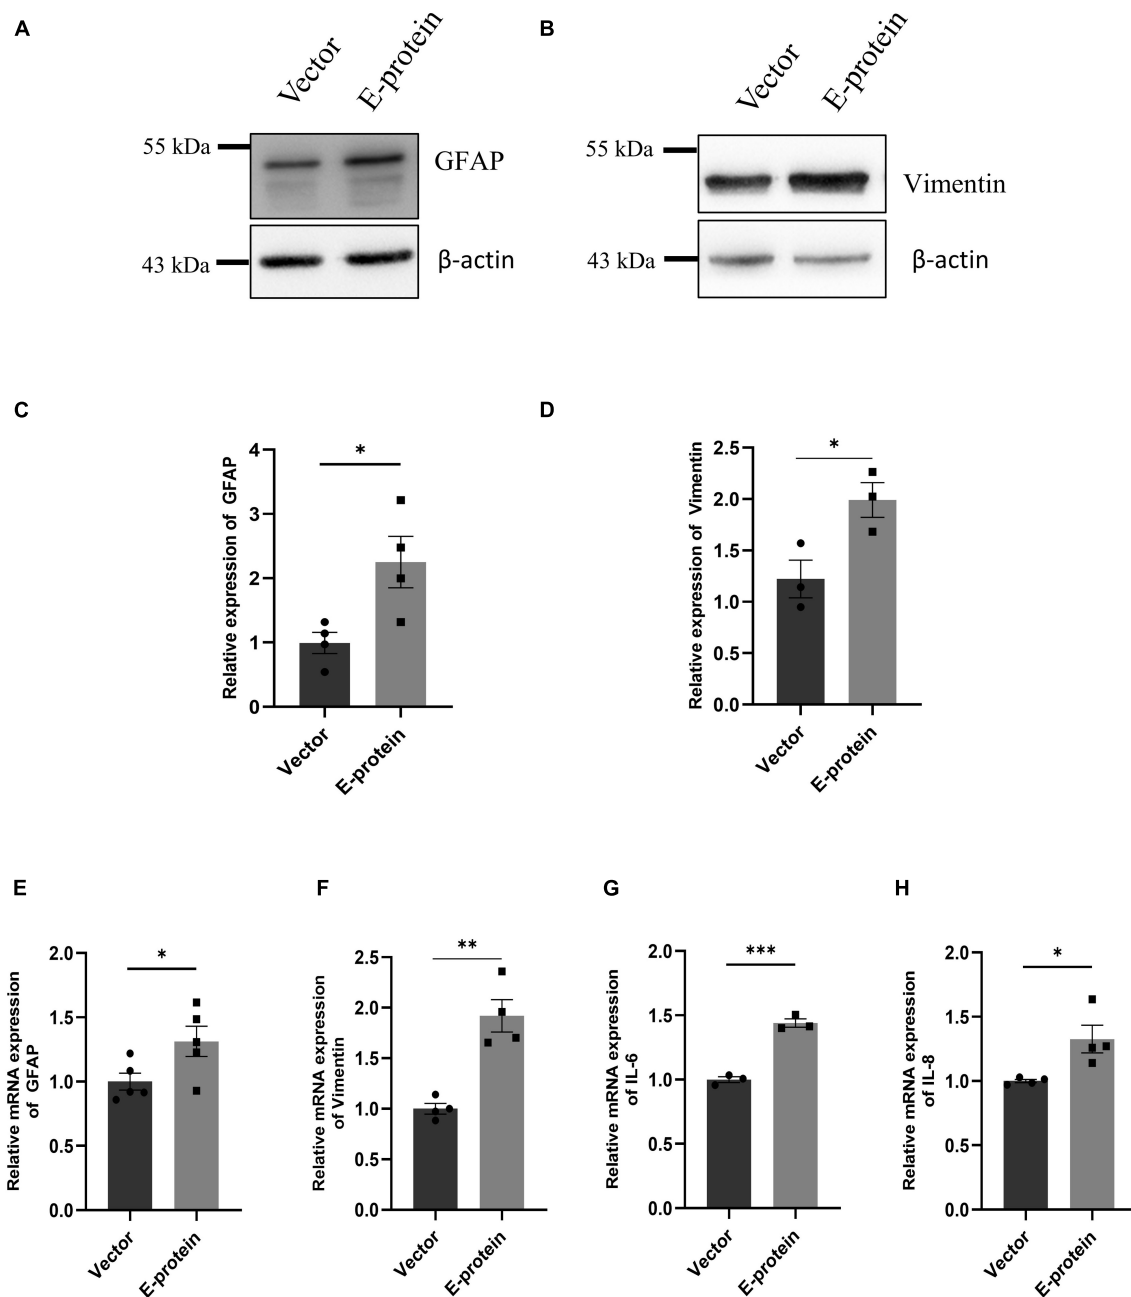 A
B
Vector
E-protein
Vector
E-protein
55 kDa
GFAP
43 kDa
β-actin
55 kDa
Vimentin
43 kDa
β-actin
C
D
Relative expression of GFAP
4
3
2
1
0
*
Vector
E-protein
Relative expression of Vimentin
2.5
2.0
1.5
1.0
0.5
0.0
*
Vector
E-protein
E
F
G
H
Relative mRNA expression
of GFAP
2.0
1.5
1.0
0.5
0.0
*
Vector
E-protein
Relative mRNA expression
of Vimentin
2.5
2.0
1.5
1.0
0.5
0.0
**
Vector
E-protein
Relative mRNA expression
of IL-6
2.0
1.5
1.0
0.5
0.0
***
Vector
E-protein
Relative mRNA expression
of IL-8
2.0
1.5
1.0
0.5
0.0
*
Vector
E-protein